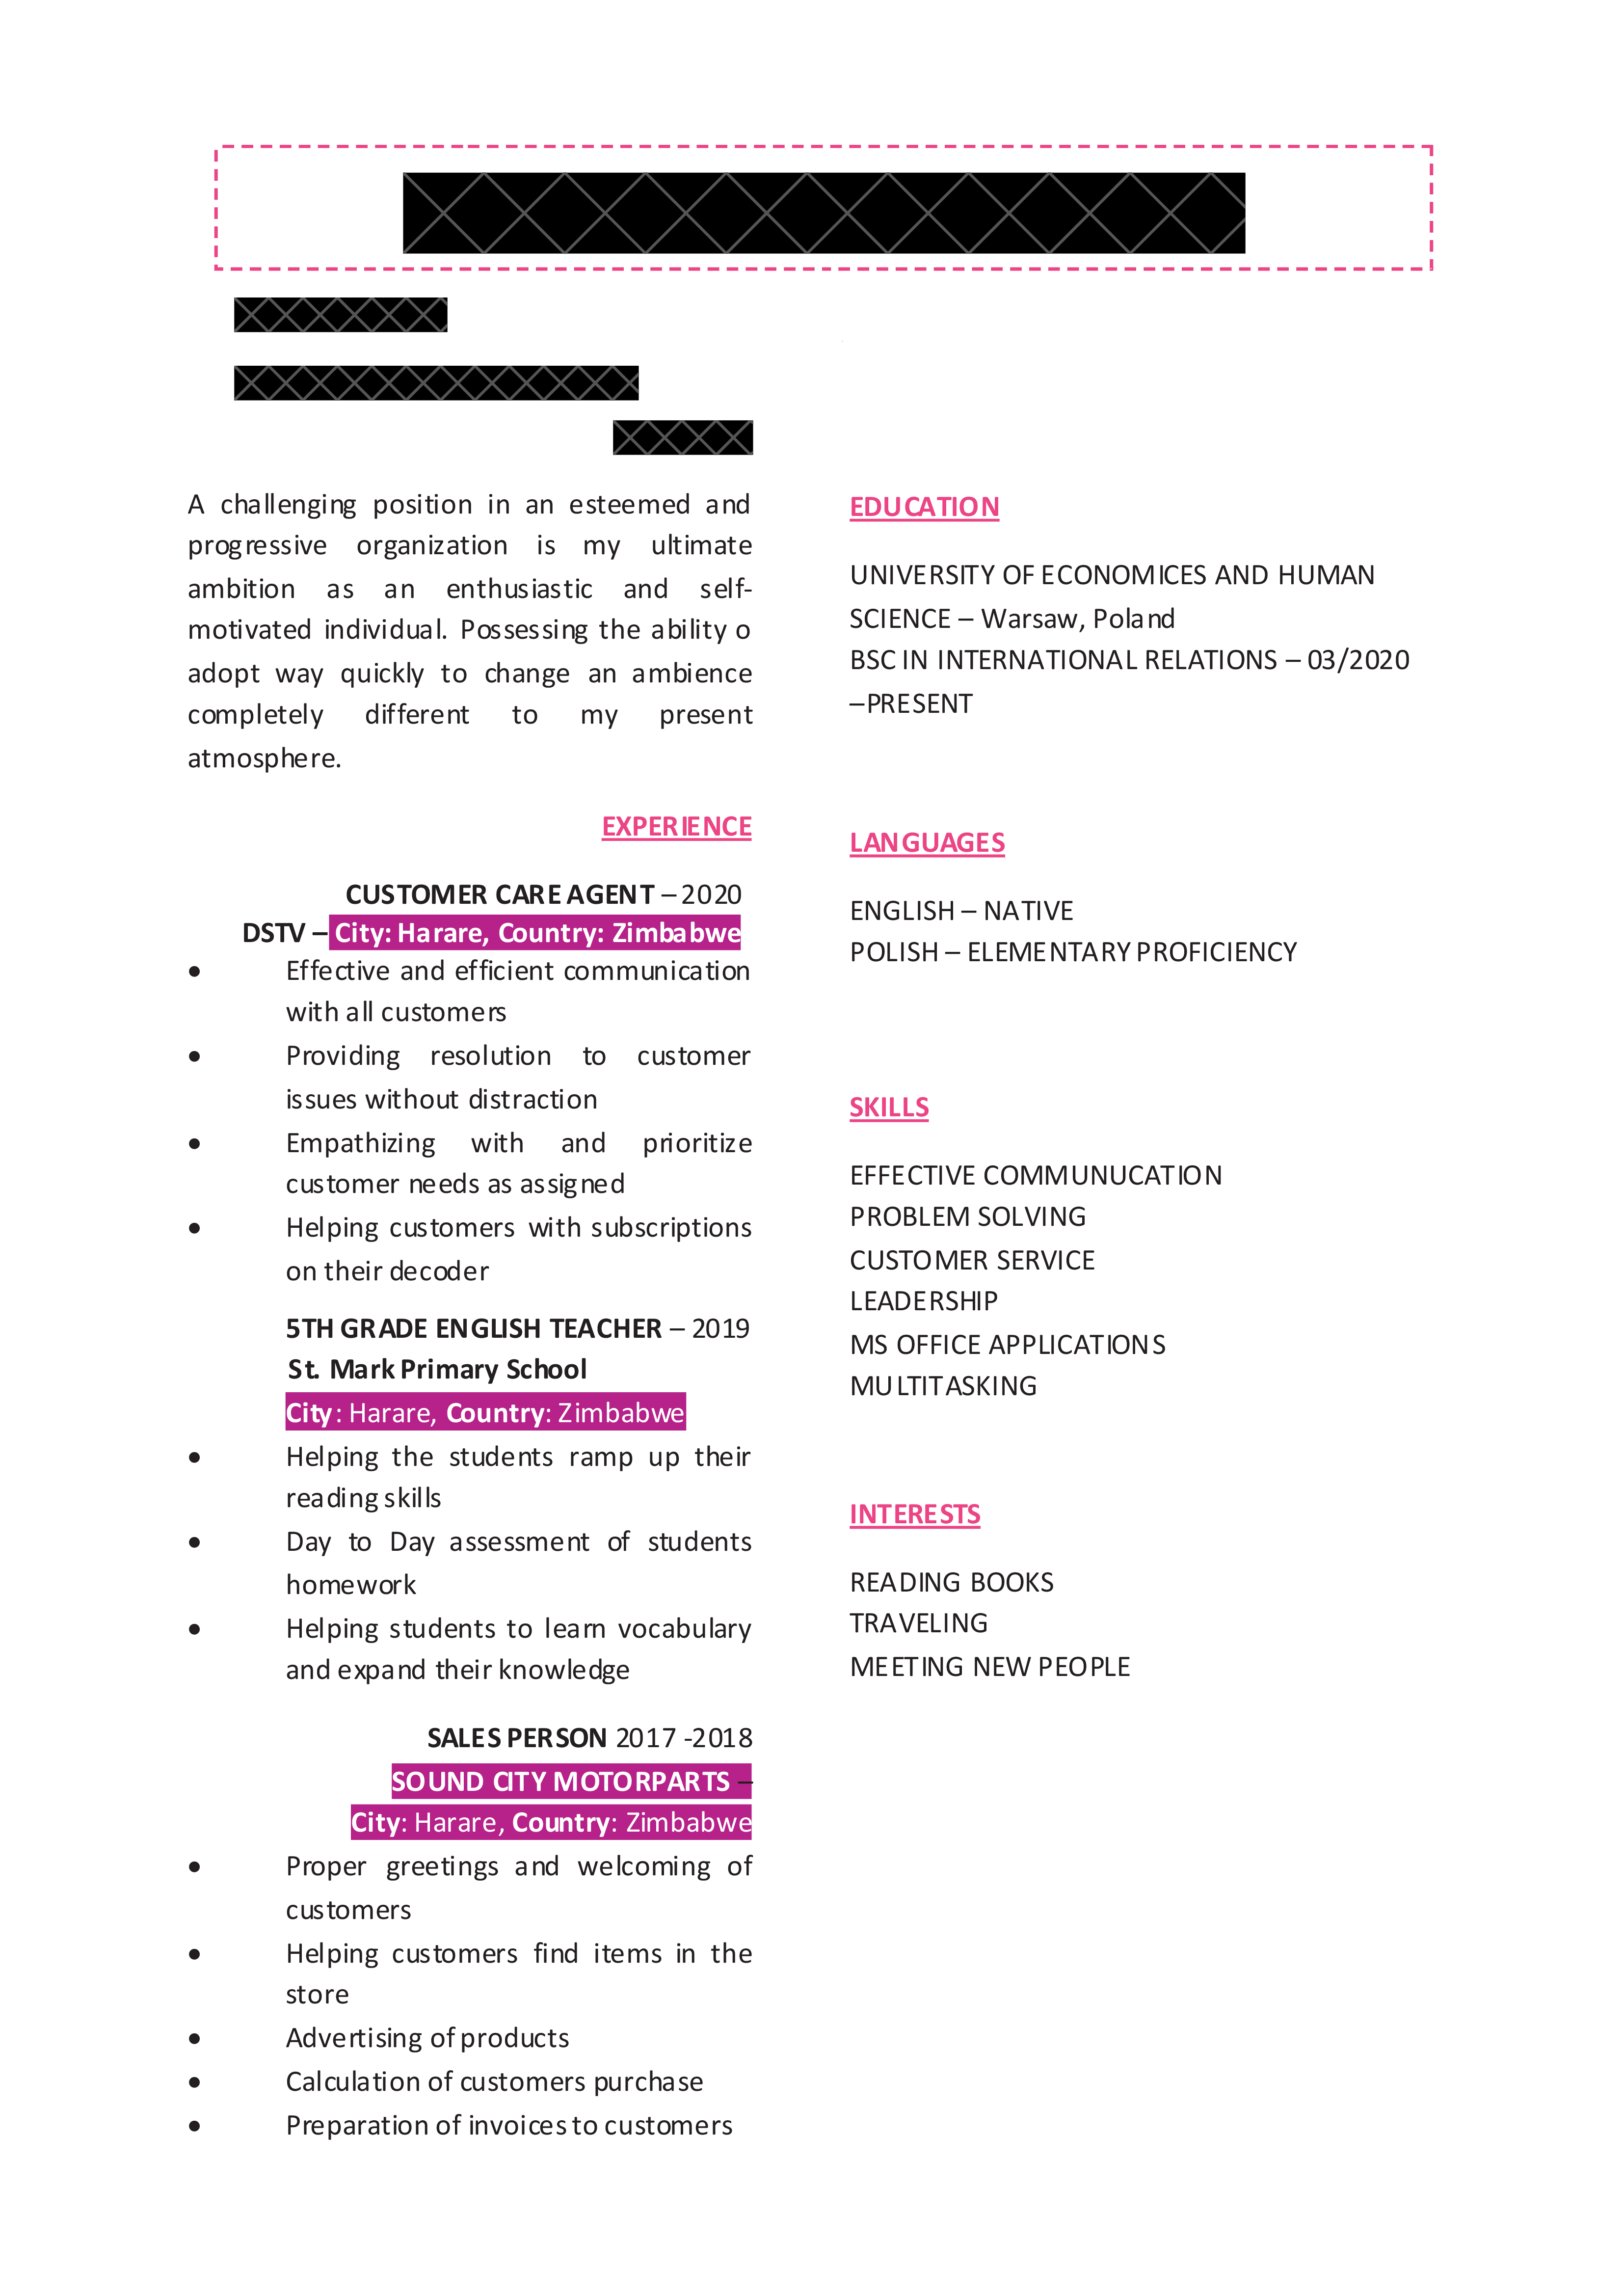 A challenging position in an esteemed and
progressive organization is my ultimate
ambition as an enthusiastic and self-
motivated individual. Possessing the ability o
adopt way quickly to change an ambience
completely different to my present
atmosphere.
EXPERIENCE
CUSTOMER CARE AGENT – 2020
DSTV – City: Harare, Country: Zimbabwe
• Effective and efficient communication
with all customers
• Providing resolution to customer
issues without distraction
• Empathizing with and prioritize
customer needs as assigned
• Helping customers with subscriptions
on their decoder
5TH GRADE ENGLISH TEACHER – 2019
St. Mark Primary School
City: Harare, Country: Zimbabwe
• Helping the students ramp up their
reading skills
• Day to Day assessment of students
homework
• Helping students to learn vocabulary
and expand their knowledge
SALES PERSON 2017 -2018
SOUND CITY MOTORPARTS –
City: Harare, Country: Zimbabwe
• Proper greetings and welcoming of
customers
• Helping customers find items in the
store
• Advertising of products
• Calculation of customers purchase
• Preparation of invoices to customers
EDUCATION
UNIVERSITY OF ECONOMICES AND HUMAN
SCIENCE – Warsaw, Poland
BSC IN INTERNATIONAL RELATIONS – 03/2020
–PRESENT
LANGUAGES
ENGLISH – NATIVE
POLISH – ELEMENTARY PROFICIENCY
SKILLS
EFFECTIVE COMMUNUCATION
PROBLEM SOLVING
CUSTOMER SERVICE
LEADERSHIP
MS OFFICE APPLICATIONS
MULTITASKING
INTERESTS
READING BOOKS
TRAVELING
MEETING NEW PEOPLE